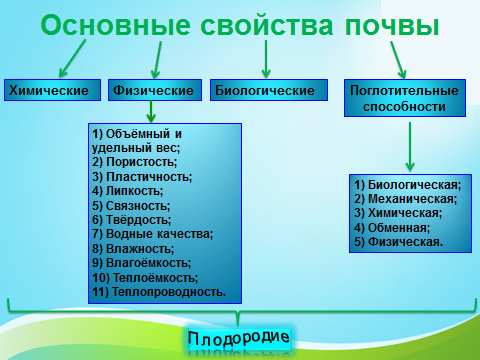 Основные свойства почвы
Химические
Физические
Биологические
Поглотительные
способности
1) Объёмный и
удельный вес;
2) Пористость;
3) Пластичность;
4) Липкость;
5) Связность;
6) Твёрдость;
7) Водные качества;
8) Влажность;
9) Влагоёмкость;
10) Теплоёмкость;
11) Теплопроводность.
1) Биологическая;
2) Механическая;
3) Химическая;
4) Обменная;
5) Физическая.
Плодородие